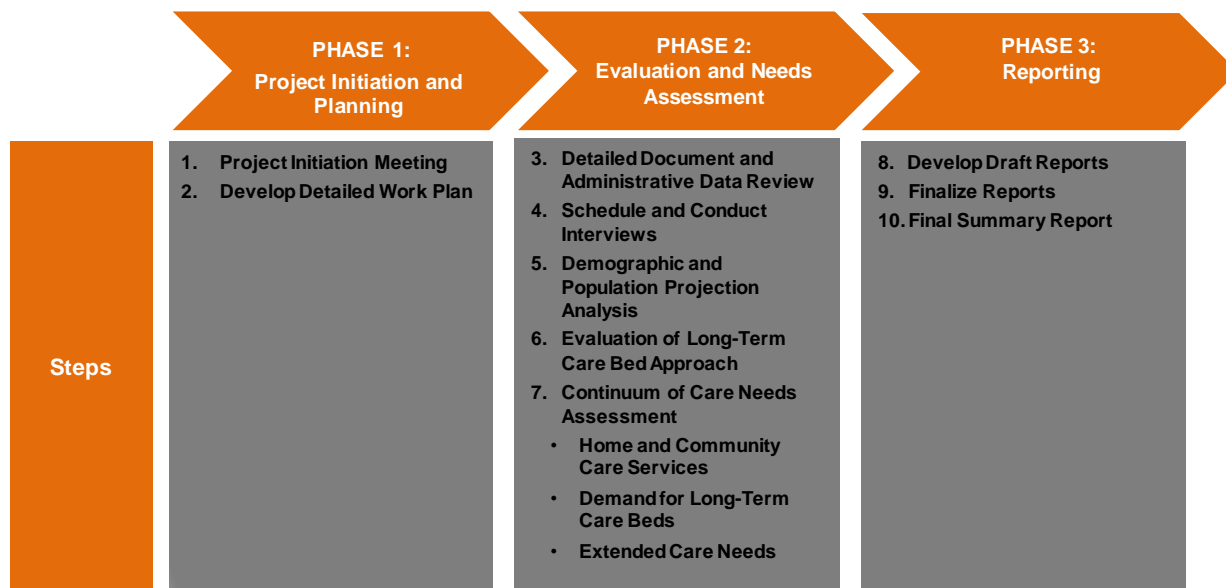 PHASE 1:
Project Initiation and
Planning
PHASE 2:
Evaluation and Needs
Assessment
PHASE 3:
Reporting
Steps
1. Project Initiation Meeting
2. Develop Detailed Work Plan
3. Detailed Document and
Administrative Data Review
4. Schedule and Conduct
Interviews
5. Demographic and
Population Projection
Analysis
6. Evaluation of Long-Term
Care Bed Approach
7. Continuum of Care Needs
Assessment
• Home and Community
Care Services
• Demand for Long-Term
Care Beds
• Extended Care Needs
8. Develop Draft Reports
9. Finalize Reports
10. Final Summary Report